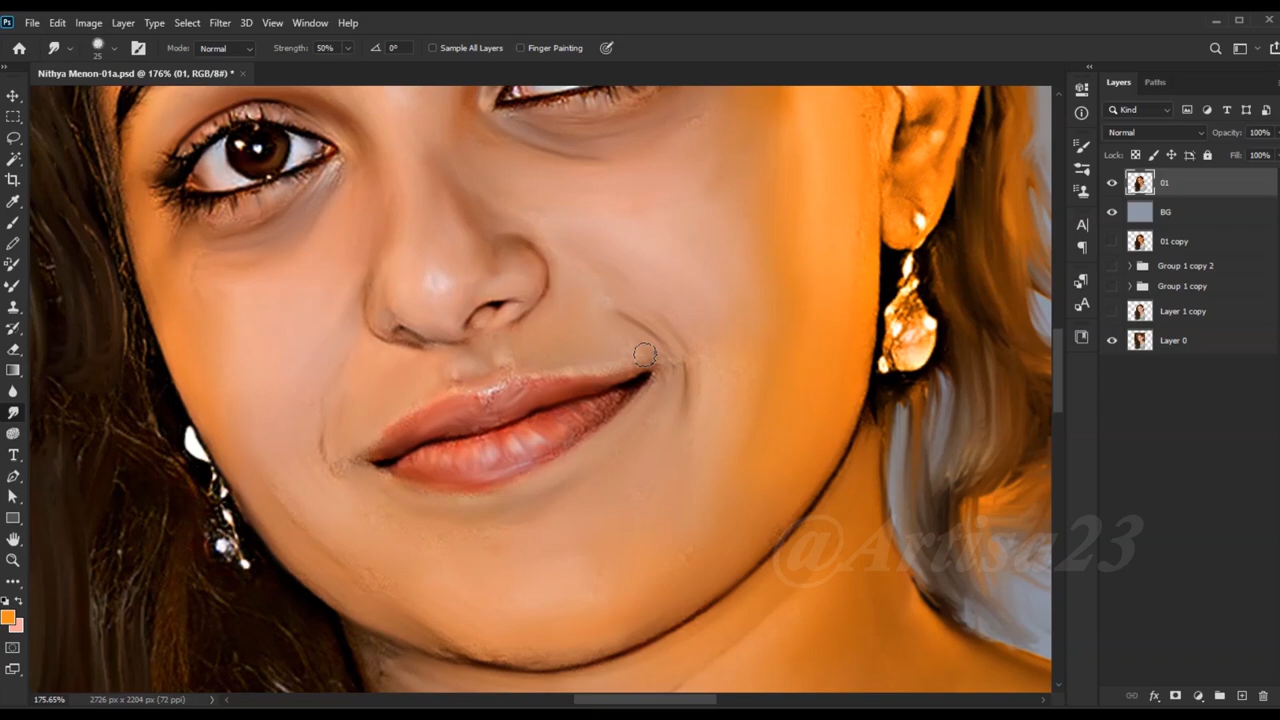 Ps File Edit Image Layer Type Select Filter 3D View Window Help
25 Mode: Normal Strength: 50% 0° Sample All Layers Finger Painting
Nithya Menon-01a.psd @ 176% (01, RGB/8#) * ×
Layers Paths
Kind
Normal Opacity: 100%
Lock: Fill: 100%
01
BG
01 copy
Group 1 copy 2
Group 1 copy
Layer 1 copy
Layer 0
@Artisa23
175.65% 2726 px x 2204 px (72 ppi)